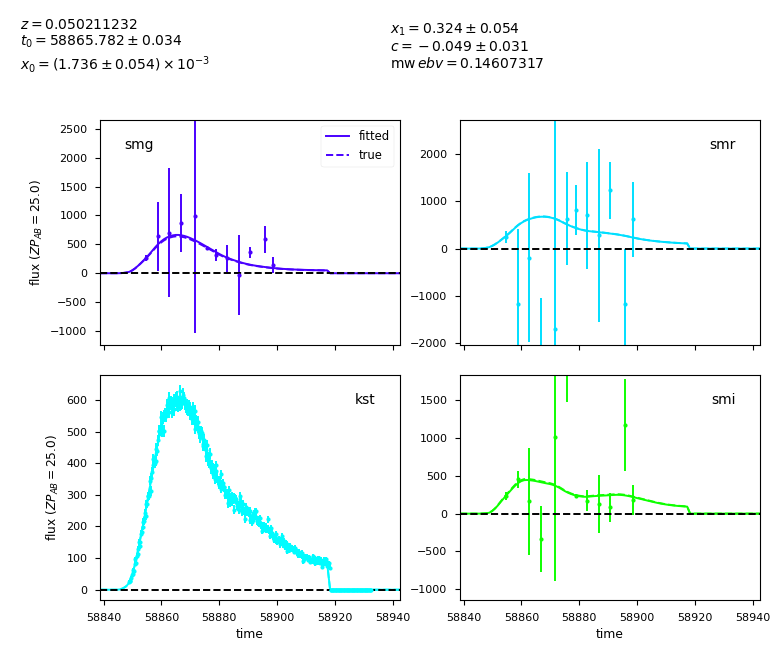 z = 0.050211232
t₀ = 58865.782 ± 0.034
x₀ = (1.736 ± 0.054) × 10⁻³
x₁ = 0.324 ± 0.054
c = −0.049 ± 0.031
mw ebv = 0.14607317
smg
fitted
true
2500
2000
1500
1000
500
0
−500
−1000
flux (ZP_AB = 25.0)
smr
2000
1000
0
−1000
−2000
kst
600
500
400
300
200
100
0
flux (ZP_AB = 25.0)
58840 58860 58880 58900 58920 58940
time
smi
1500
1000
500
0
−500
−1000
58840 58860 58880 58900 58920 58940
time